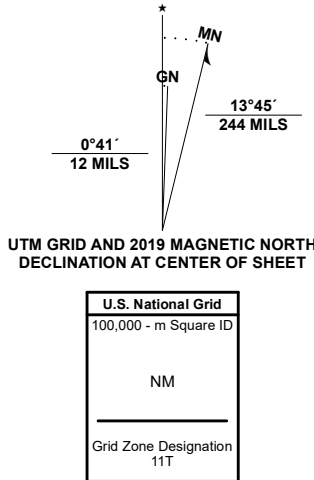 ★
MN
GN
13°45´
244 MILS
0°41´
12 MILS
UTM GRID AND 2019 MAGNETIC NORTH
DECLINATION AT CENTER OF SHEET
U.S. National Grid
100,000 - m Square ID
NM
Grid Zone Designation
11T